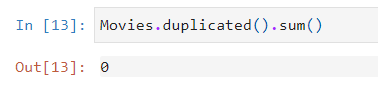 In [13]: Movies.duplicated().sum()
Out[13]: 0